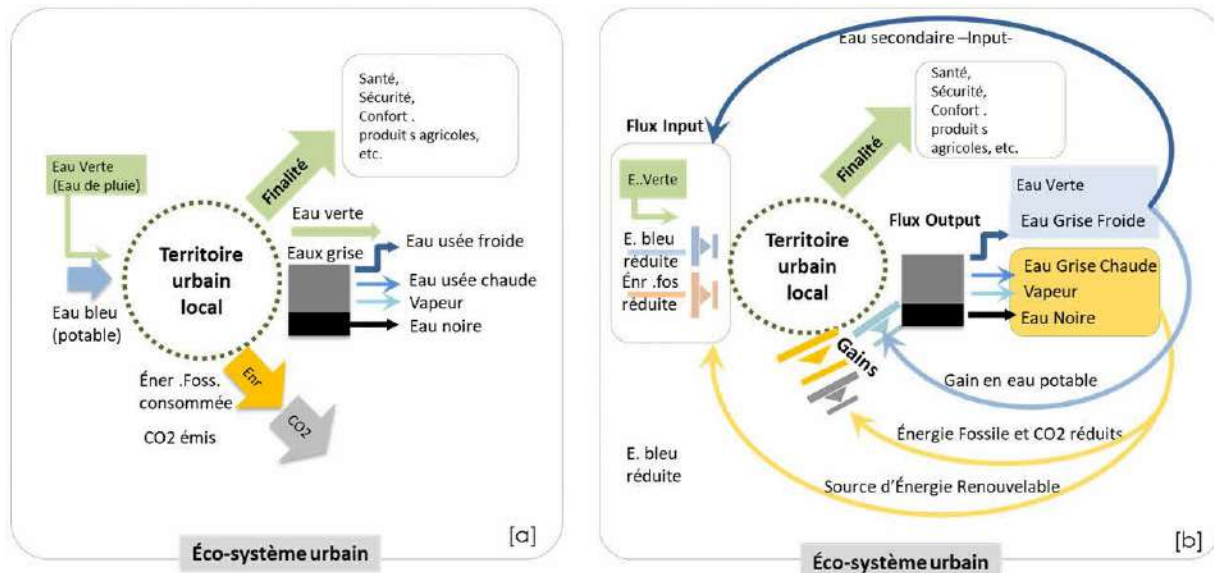 Santé,
Sécurité,
Confort .
produit s agricoles,
etc.
Eau Verte
(Eau de pluie)
Finalité
Eau verte
Eaux grise
Territoire
urbain
local
Eau usée froide
Eau usée chaude
Vapeur
Eau noire
Eau bleu
(potable)
Enr
Éner .Foss.
consommée
CO2
CO2 émis
[a]
Éco-système urbain
Eau secondaire –Input-
Santé,
Sécurité,
Confort .
produit s
agricoles, etc.
Flux Input
E..Verte
Finalité
E. bleu
réduite
Énr .fos
réduite
Territoire
urbain
local
Flux Output
Eau Verte
Eau Grise Froide
Eau Grise Chaude
Vapeur
Eau Noire
Gains
Gain en eau potable
Énergie Fossile et CO2 réduits
E. bleu
réduite
Source d'Énergie Renouvelable
[b]
Éco-système urbain